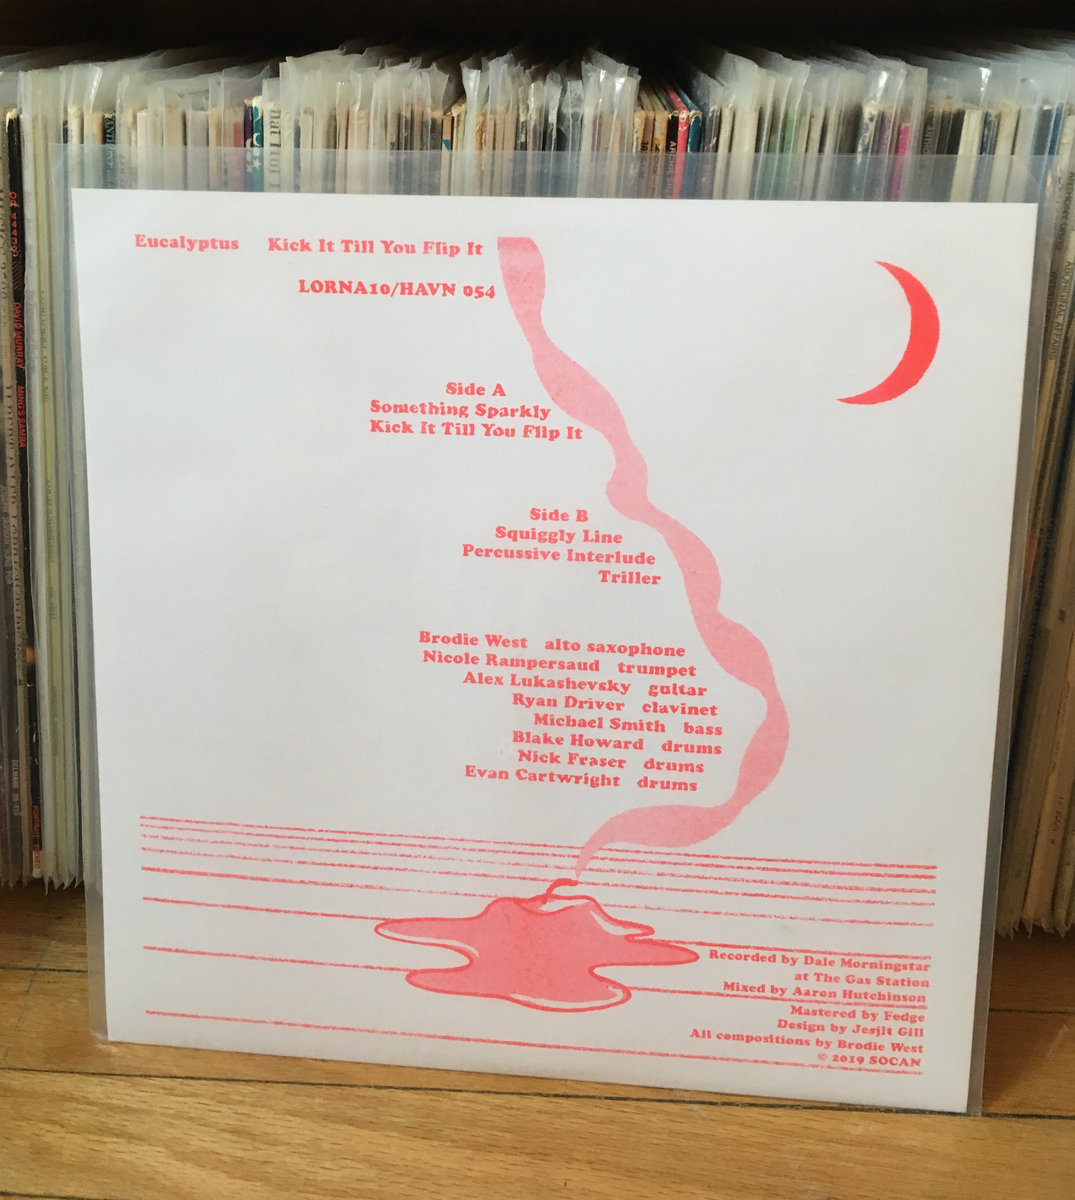 Eucalyptus Kick It Till You Flip It
LORNA10/HAVN 054
Side A
Something Sparkly
Kick It Till You Flip It
Side B
Squiggly Line
Percussive Interlude
Triller
Brodie West alto saxophone
Nicole Rampersaud trumpet
Alex Lukashevsky guitar
Ryan Driver clavinet
Michael Smith bass
Blake Howard drums
Nick Fraser drums
Evan Cartwright drums
Recorded by Dale Morningstar
at The Gas Station
Mixed by Aaron Hutchinson
Mastered by Fedge
Design by Jesjit Gill
All compositions by Brodie West
© 2019 SOCAN
DAVID MURRAY MING'S SAMBA